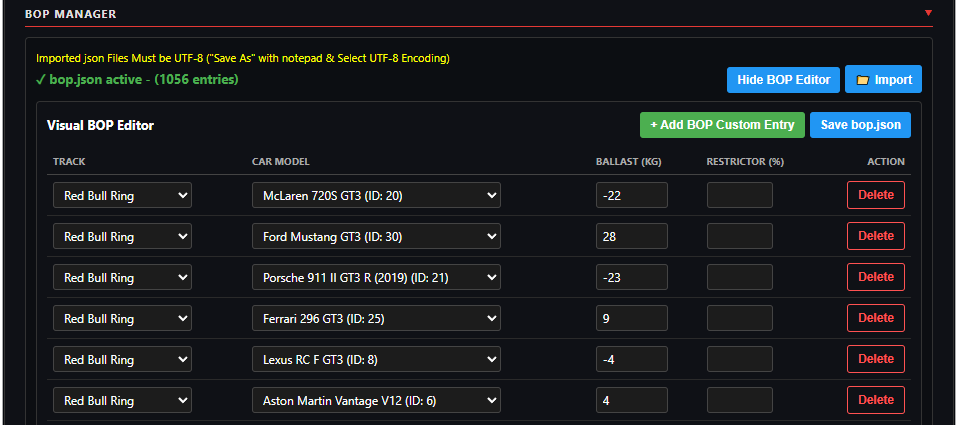 BOP MANAGER ▼
Imported json Files Must be UTF-8 ("Save As" with notepad & Select UTF-8 Encoding)
✓ bop.json active - (1056 entries)
Hide BOP Editor 📂 Import
Visual BOP Editor + Add BOP Custom Entry Save bop.json
TRACK CAR MODEL BALLAST (KG) RESTRICTOR (%) ACTION
Red Bull Ring McLaren 720S GT3 (ID: 20) -22 Delete
Red Bull Ring Ford Mustang GT3 (ID: 30) 28 Delete
Red Bull Ring Porsche 911 II GT3 R (2019) (ID: 21) -23 Delete
Red Bull Ring Ferrari 296 GT3 (ID: 25) 9 Delete
Red Bull Ring Lexus RC F GT3 (ID: 8) -4 Delete
Red Bull Ring Aston Martin Vantage V12 (ID: 6) 4 Delete